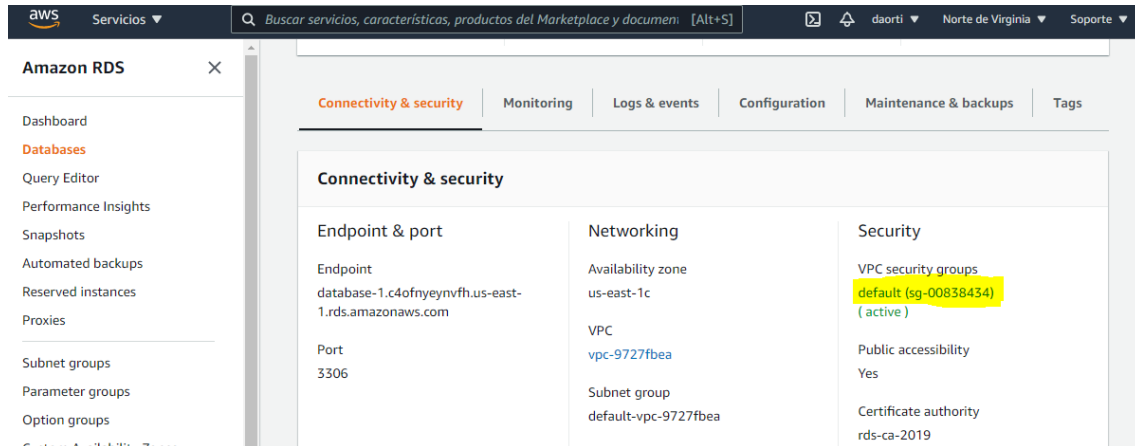 aws Servicios ▼ Buscar servicios, características, productos del Marketplace y document [Alt+S] daorti ▼ Norte de Virginia ▼ Soporte ▼
Amazon RDS
Dashboard
Databases
Query Editor
Performance Insights
Snapshots
Automated backups
Reserved instances
Proxies
Subnet groups
Parameter groups
Option groups
Connectivity & security Monitoring Logs & events Configuration Maintenance & backups Tags
Connectivity & security
Endpoint & port
Endpoint
database-1.c4ofnyeynvfh.us-east-
1.rds.amazonaws.com
Port
3306
Networking
Availability zone
us-east-1c
VPC
vpc-9727fbea
Subnet group
default-vpc-9727fbea
Security
VPC security groups
default (sg-00838434)
( active )
Public accessibility
Yes
Certificate authority
rds-ca-2019